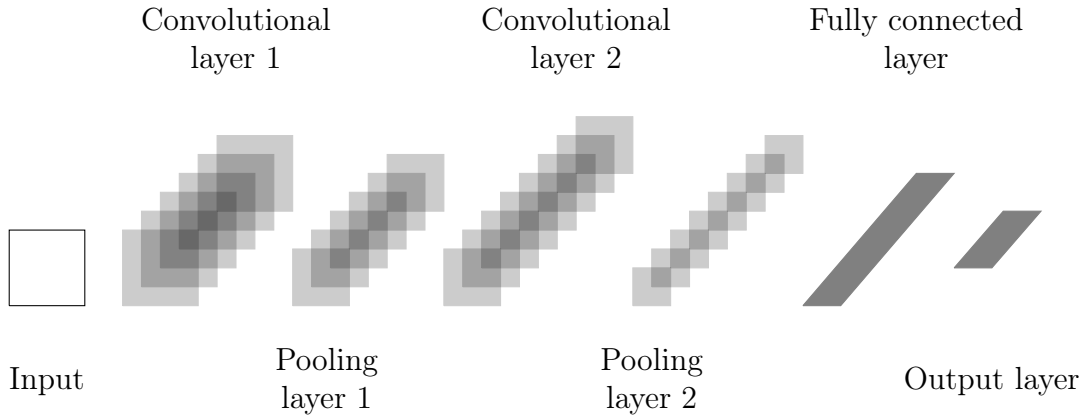 Convolutional
layer 1
Convolutional
layer 2
Fully connected
layer
Input
Pooling
layer 1
Pooling
layer 2
Output layer